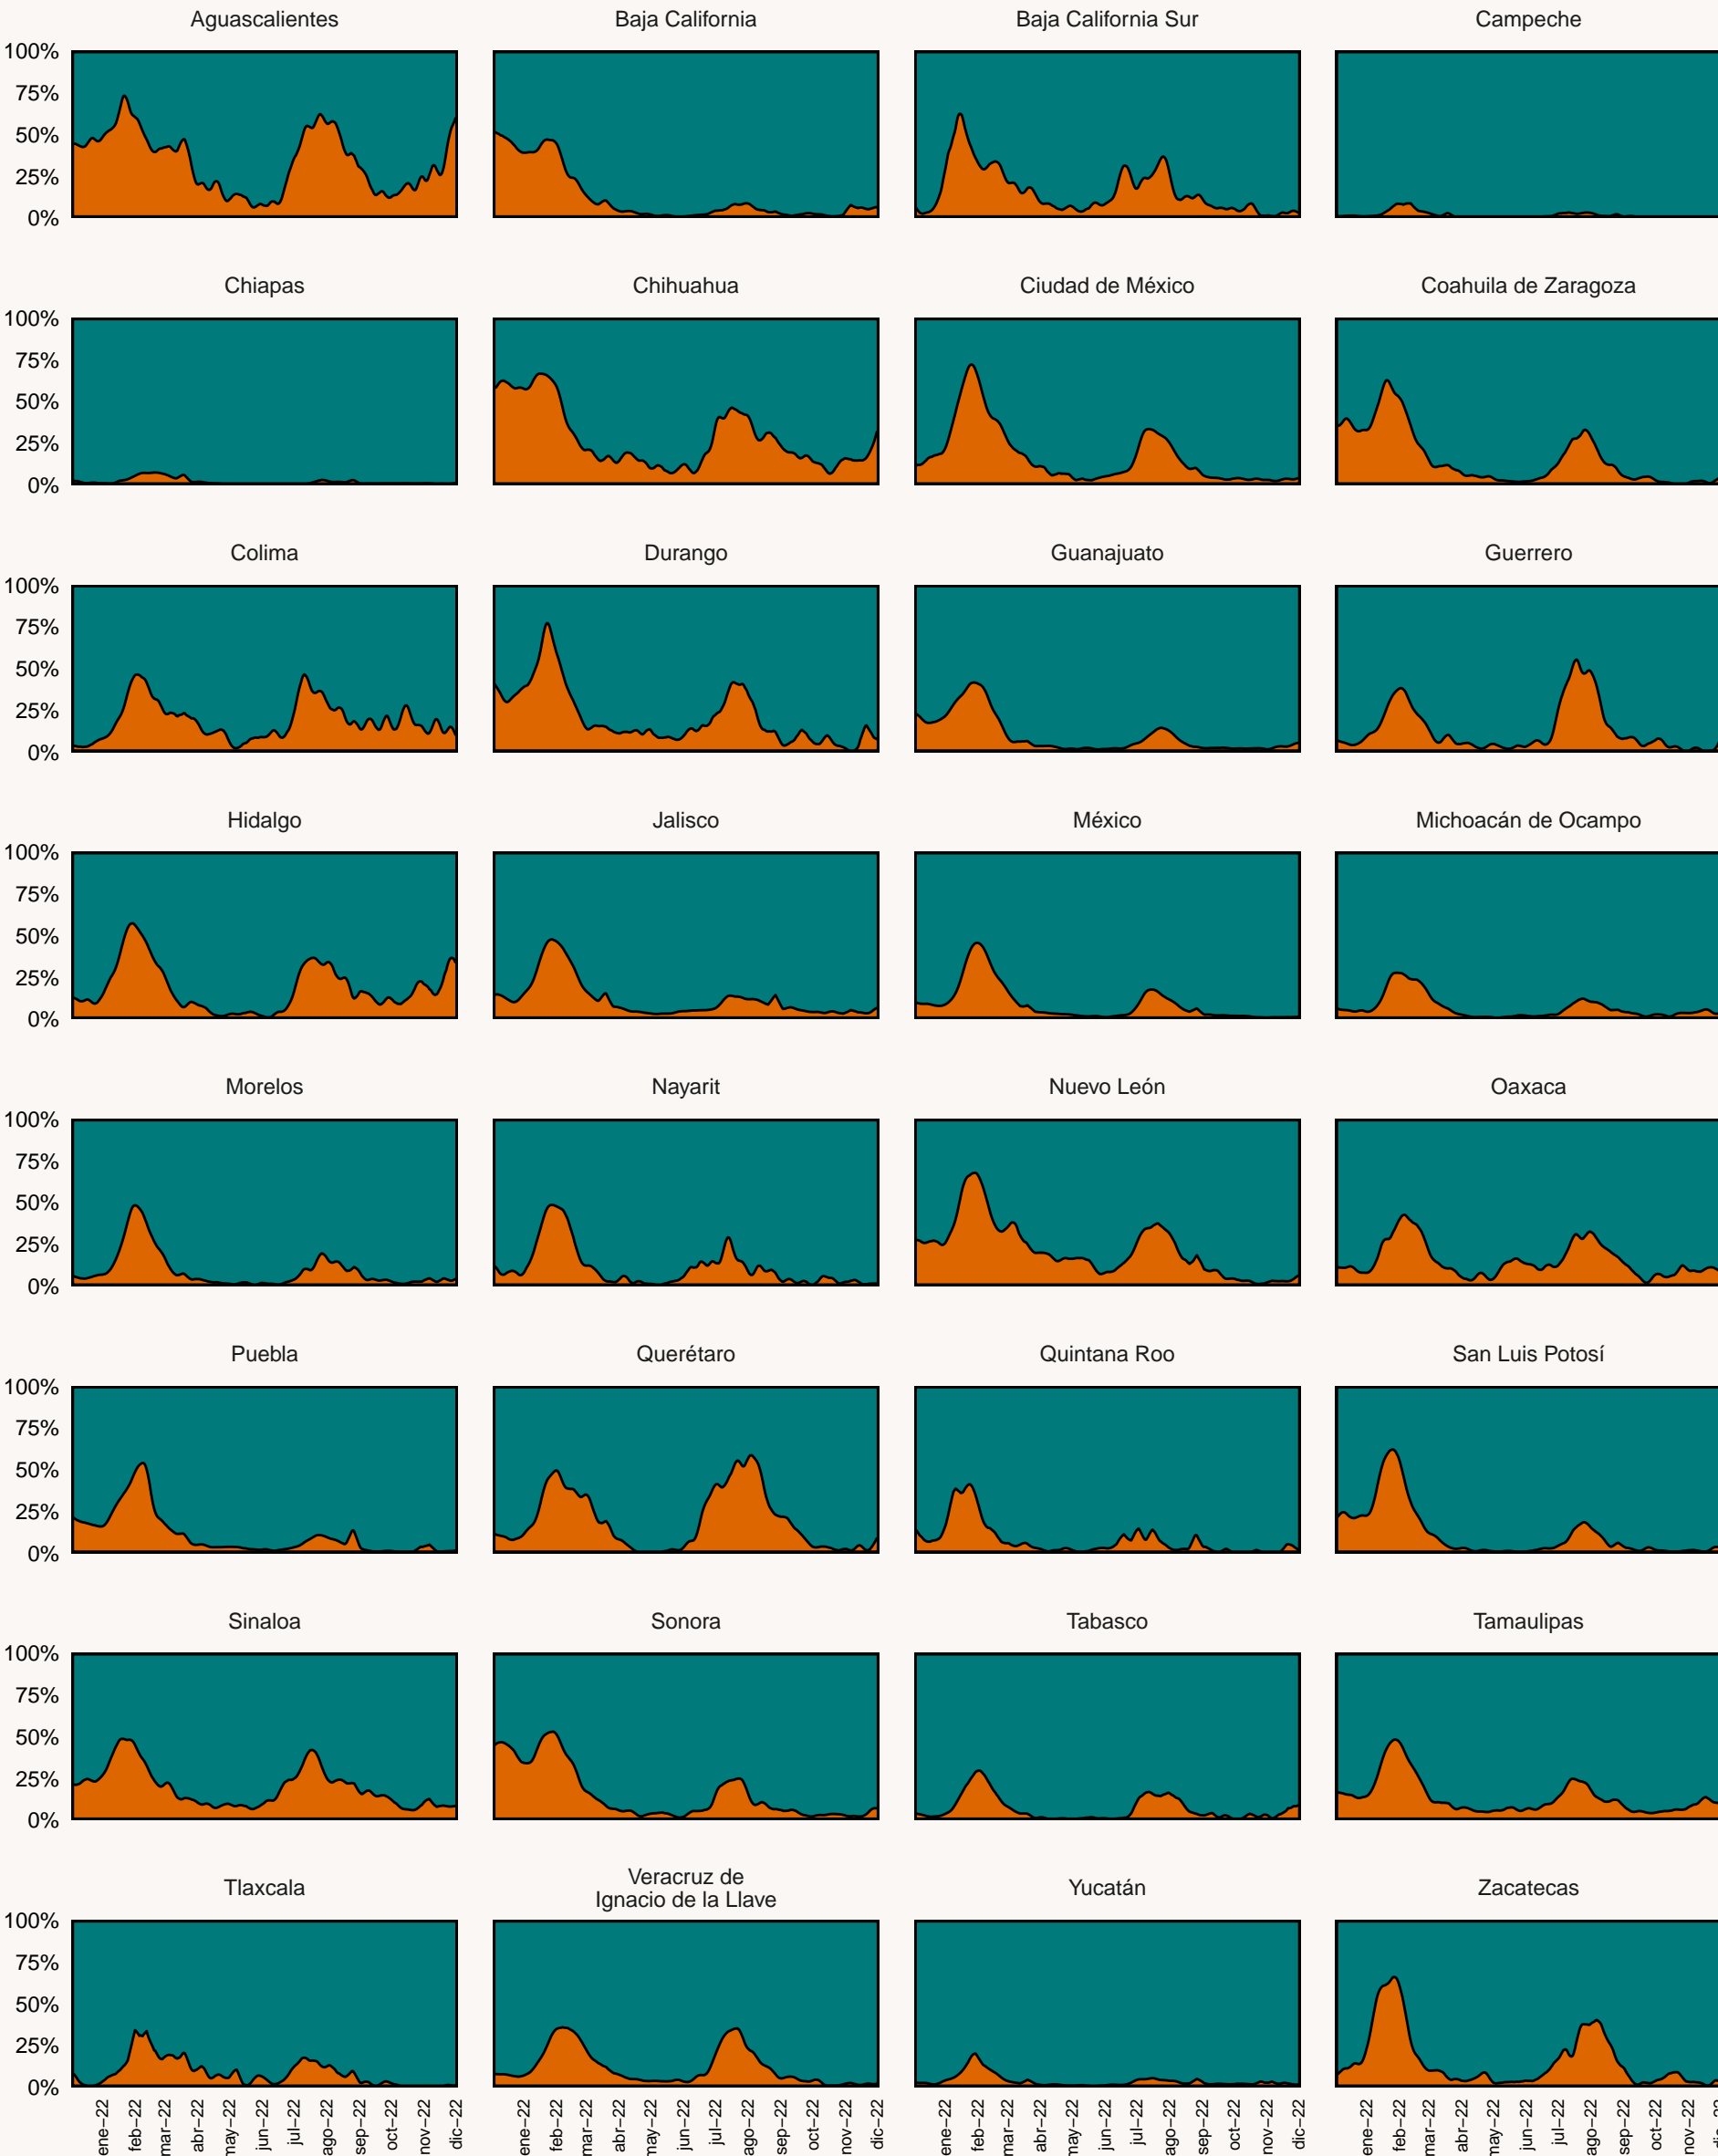 Aguascalientes
Baja California
Baja California Sur
Campeche
100%
75%
50%
25%
0%
Chiapas
Chihuahua
Ciudad de México
Coahuila de Zaragoza
100%
75%
50%
25%
0%
Colima
Durango
Guanajuato
Guerrero
100%
75%
50%
25%
0%
Hidalgo
Jalisco
México
Michoacán de Ocampo
100%
75%
50%
25%
0%
Morelos
Nayarit
Nuevo León
Oaxaca
100%
75%
50%
25%
0%
Puebla
Querétaro
Quintana Roo
San Luis Potosí
100%
75%
50%
25%
0%
Sinaloa
Sonora
Tabasco
Tamaulipas
100%
75%
50%
25%
0%
Tlaxcala
Veracruz de
Ignacio de la Llave
Yucatán
Zacatecas
100%
75%
50%
25%
0%
ene–22
feb–22
mar–22
abr–22
may–22
jun–22
jul–22
ago–22
sep–22
oct–22
nov–22
dic–22
ene–22
feb–22
mar–22
abr–22
may–22
jun–22
jul–22
ago–22
sep–22
oct–22
nov–22
dic–22
ene–22
feb–22
mar–22
abr–22
may–22
jun–22
jul–22
ago–22
sep–22
oct–22
nov–22
dic–22
ene–22
feb–22
mar–22
abr–22
may–22
jun–22
jul–22
ago–22
sep–22
oct–22
nov–22